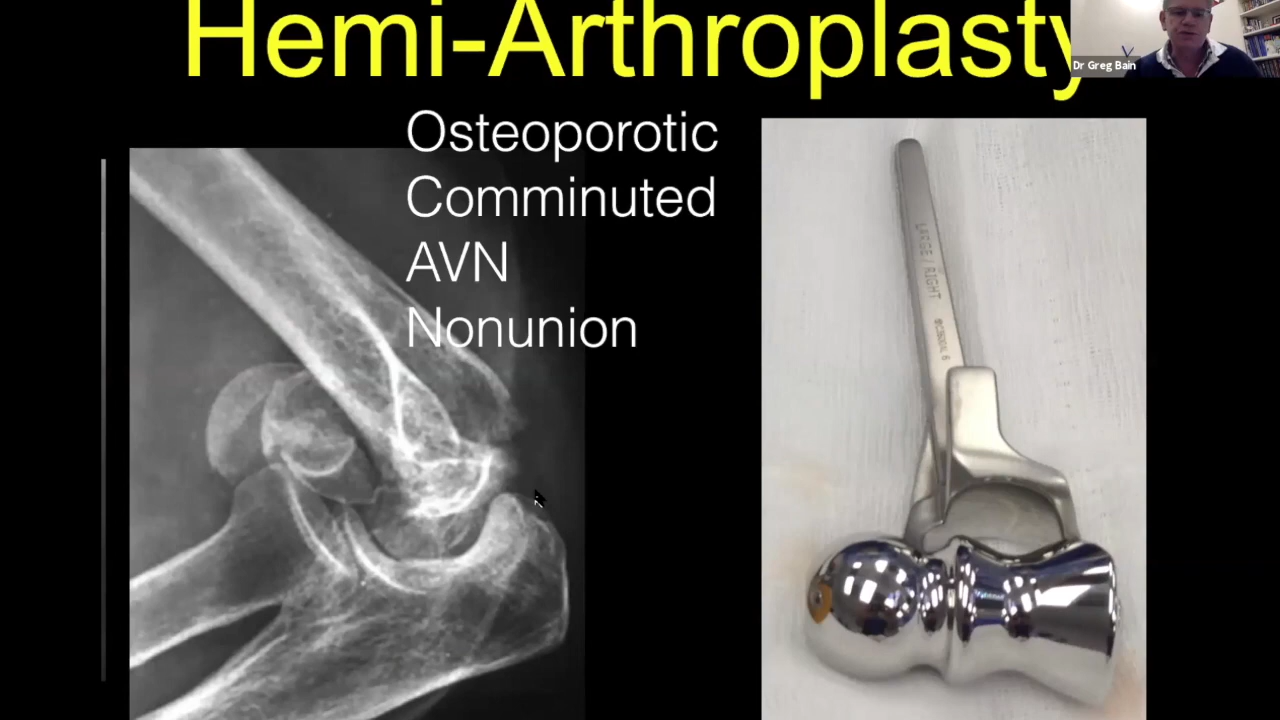 Hemi-Arthroplasty
Dr Greg Bain
Osteoporotic
Comminuted
AVN
Nonunion
LARGE / RIGHT